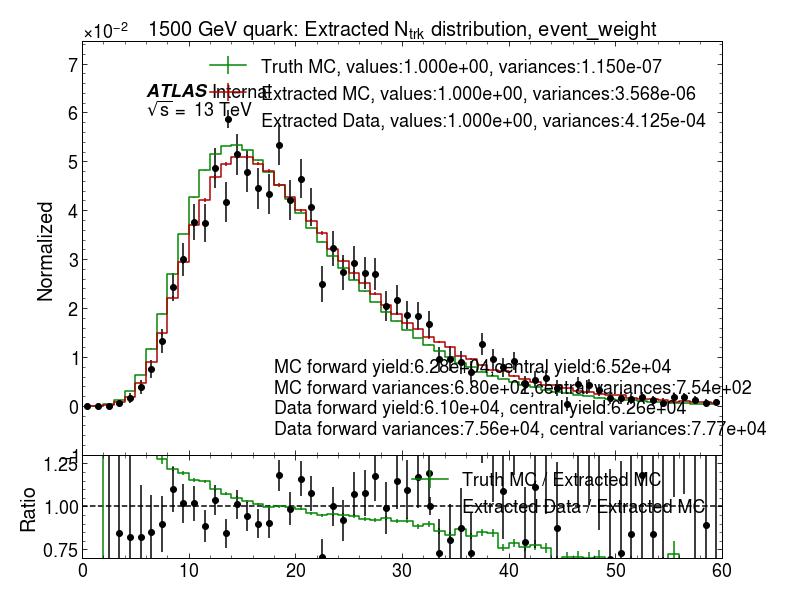 ×10⁻² 1500 GeV quark: Extracted N_trk distribution, event_weight
Truth MC, values:1.000e+00, variances:1.150e-07
ATLAS Internal
Extracted MC, values:1.000e+00, variances:3.568e-06
√s = 13 TeV
Extracted Data, values:1.000e+00, variances:4.125e-04
7
6
5
4
3
2
1
0
-1
Normalized
MC forward yield:6.28e+04, central yield:6.52e+04
MC forward variances:6.80e+02, central variances:7.54e+02
Data forward yield:6.10e+04, central yield:6.26e+04
Data forward variances:7.56e+04, central variances:7.77e+04
1.25
1.00
0.75
Ratio
Truth MC / Extracted MC
Extracted Data / Extracted MC
0 10 20 30 40 50 60